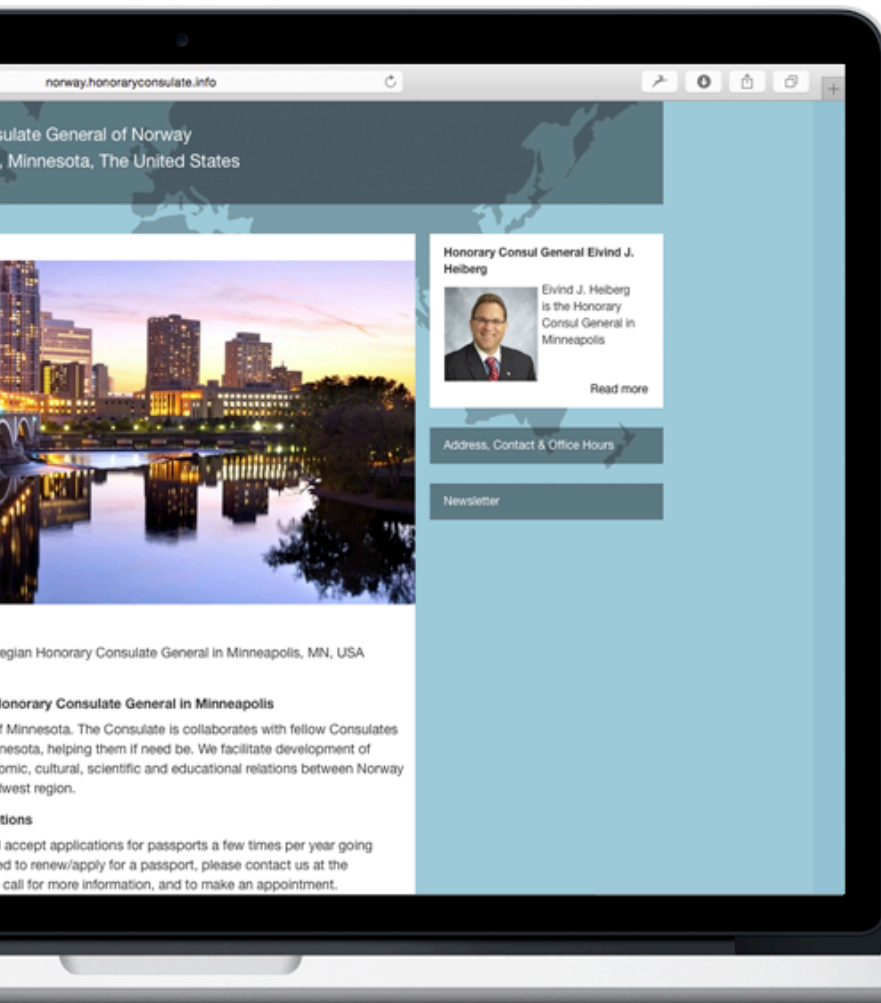 norway.honoraryconsulate.info
sulate General of Norway
, Minnesota, The United States
Honorary Consul General Eivind J.
Heiberg
Eivind J. Heiberg
is the Honorary
Consul General in
Minneapolis
Read more
Address, Contact & Office Hours
Newsletter
egian Honorary Consulate General in Minneapolis, MN, USA
Honorary Consulate General in Minneapolis
f Minnesota. The Consulate is collaborates with fellow Consulates
nesota, helping them if need be. We facilitate development of
omic, cultural, scientific and educational relations between Norway
dwest region.
tions
l accept applications for passports a few times per year going
ed to renew/apply for a passport, please contact us at the
call for more information, and to make an appointment.